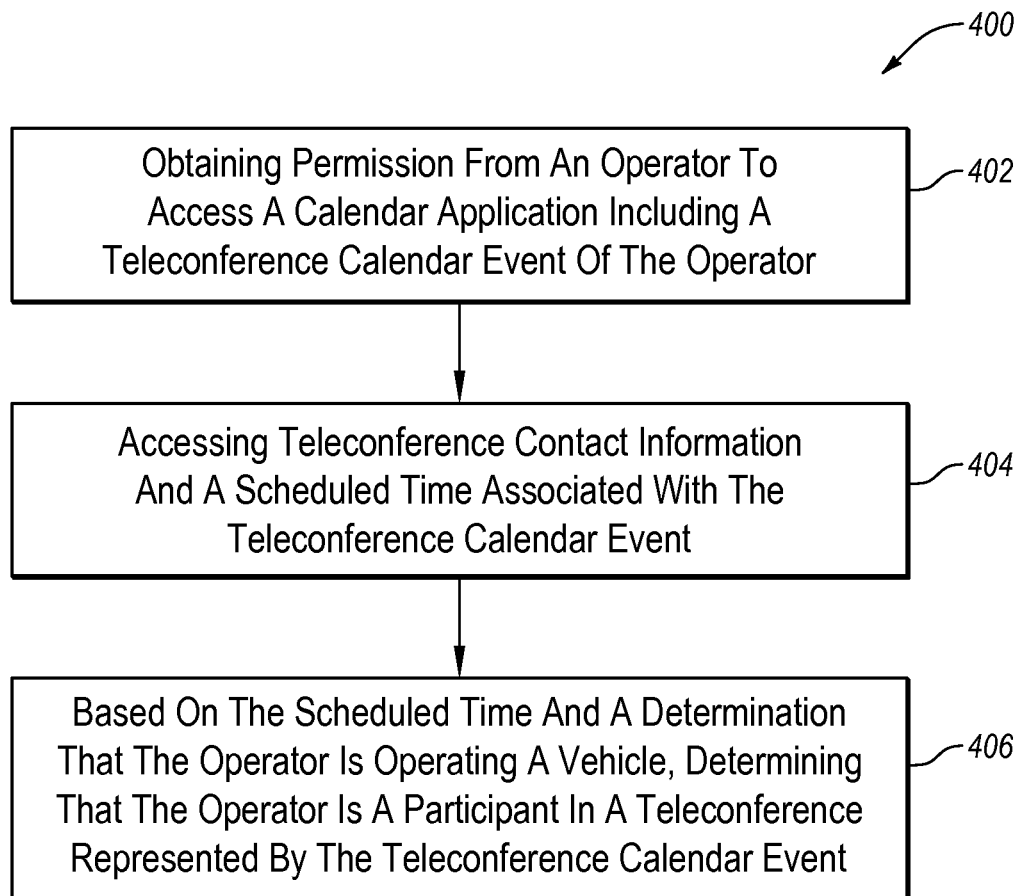 400
Obtaining Permission From An Operator To
Access A Calendar Application Including A
Teleconference Calendar Event Of The Operator
402
Accessing Teleconference Contact Information
And A Scheduled Time Associated With The
Teleconference Calendar Event
404
Based On The Scheduled Time And A Determination
That The Operator Is Operating A Vehicle, Determining
That The Operator Is A Participant In A Teleconference
Represented By The Teleconference Calendar Event
406